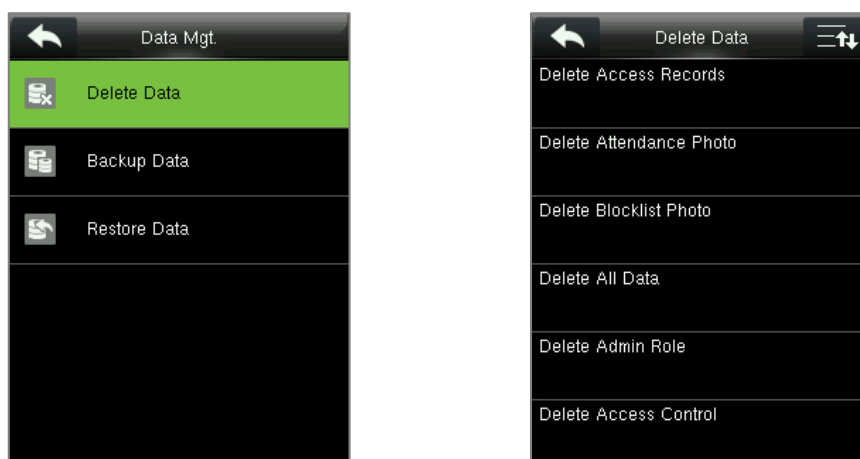 Data Mgt.
Delete Data
Backup Data
Restore Data
Delete Data
Delete Access Records
Delete Attendance Photo
Delete Blocklist Photo
Delete All Data
Delete Admin Role
Delete Access Control